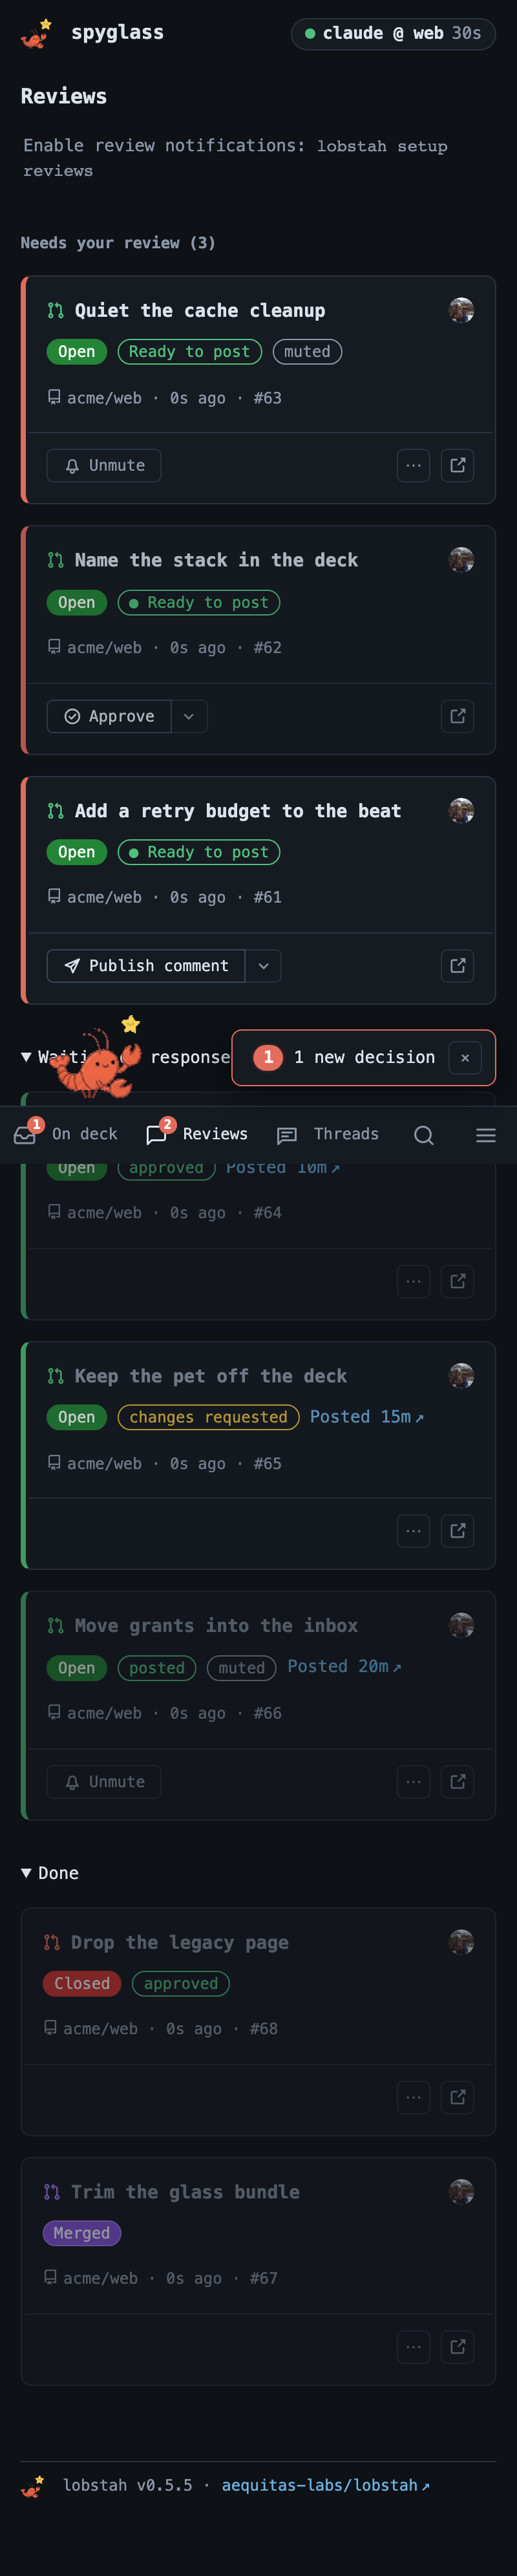 spyglass
claude @ web 30s
Reviews
Enable review notifications: lobstah setup
reviews
Needs your review (3)
Quiet the cache cleanup
Open Ready to post muted
acme/web · 0s ago · #63
Unmute
Name the stack in the deck
Open Ready to post
acme/web · 0s ago · #62
Approve
Add a retry budget to the beat
Open Ready to post
acme/web · 0s ago · #61
Publish comment
response
1 1 new decision ×
1 On deck 2 Reviews Threads
Open approved Posted 10m↗
acme/web · 0s ago · #64
Keep the pet off the deck
Open changes requested Posted 15m↗
acme/web · 0s ago · #65
Move grants into the inbox
Open posted muted Posted 20m↗
acme/web · 0s ago · #66
Unmute
Done
Drop the legacy page
Closed approved
acme/web · 0s ago · #68
Trim the glass bundle
Merged
acme/web · 0s ago · #67
lobstah v0.5.5 · aequitas-labs/lobstah↗